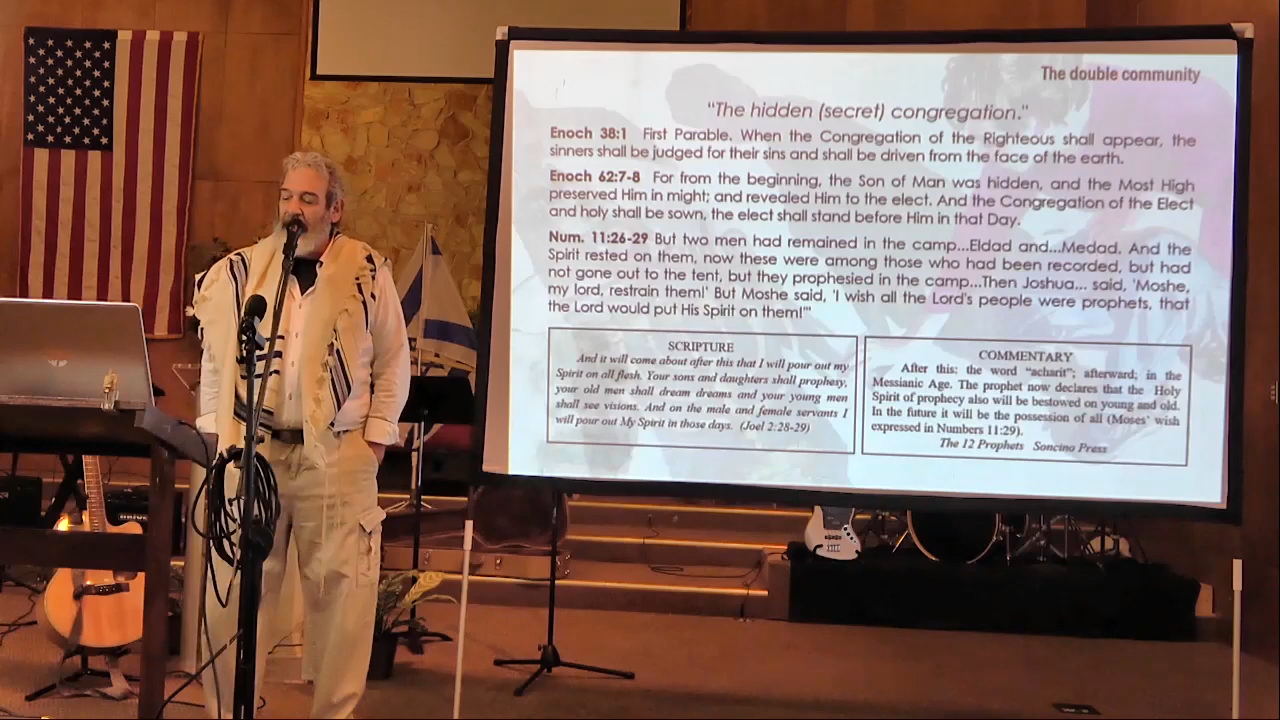 The double community
"The hidden (secret) congregation."
Enoch 38:1 First Parable. When the Congregation of the Righteous shall appear, the
sinners shall be judged for their sins and shall be driven from the face of the earth.
Enoch 62:7-8 For from the beginning, the Son of Man was hidden, and the Most High
preserved Him in might; and revealed Him to the elect. And the Congregation of the Elect
and holy shall be sown, the elect shall stand before Him in that Day.
Num. 11:26-29 But two men had remained in the camp...Eldad and...Medad. And the
Spirit rested on them, now these were among those who had been recorded, but had
not gone out to the tent, but they prophesied in the camp...Then Joshua... said, 'Moshe,
my lord, restrain them!' But Moshe said, 'I wish all the Lord's people were prophets, that
the Lord would put His Spirit on them!'"
SCRIPTURE
And it will come about after this that I will pour out my
Spirit on all flesh. Your sons and daughters shall prophesy,
your old men shall dream dreams and your young men
shall see visions. And on the male and female servants I
will pour out My Spirit in those days. (Joel 2:28-29)
COMMENTARY
After this: the word "acharit"; afterward; in the
Messianic Age. The prophet now declares that the Holy
Spirit of prophecy also will be bestowed on young and old.
In the future it will be the possession of all (Moses' wish
expressed in Numbers 11:29).
The 12 Prophets Soncino Press